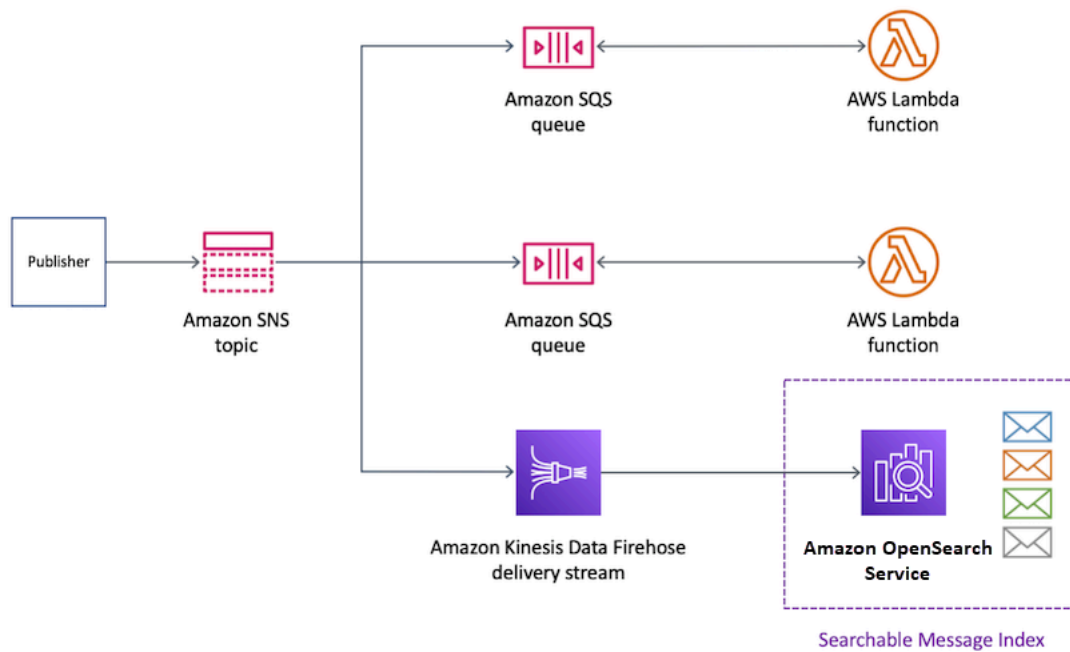 Amazon SQS
queue
AWS Lambda
function
Publisher
Amazon SNS
topic
Amazon SQS
queue
AWS Lambda
function
Amazon Kinesis Data Firehose
delivery stream
Amazon OpenSearch
Service
Searchable Message Index